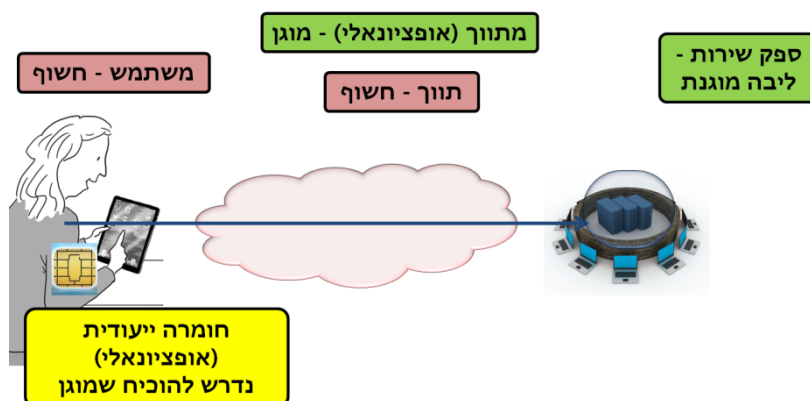 מתווך (אופציונאלי) - מוגן
ספק שירות -
ליבה מוגנת
משתמש - חשוף
תווך - חשוף
חומרה ייעודית
(אופציונאלי)
נדרש להוכיח שמוגן